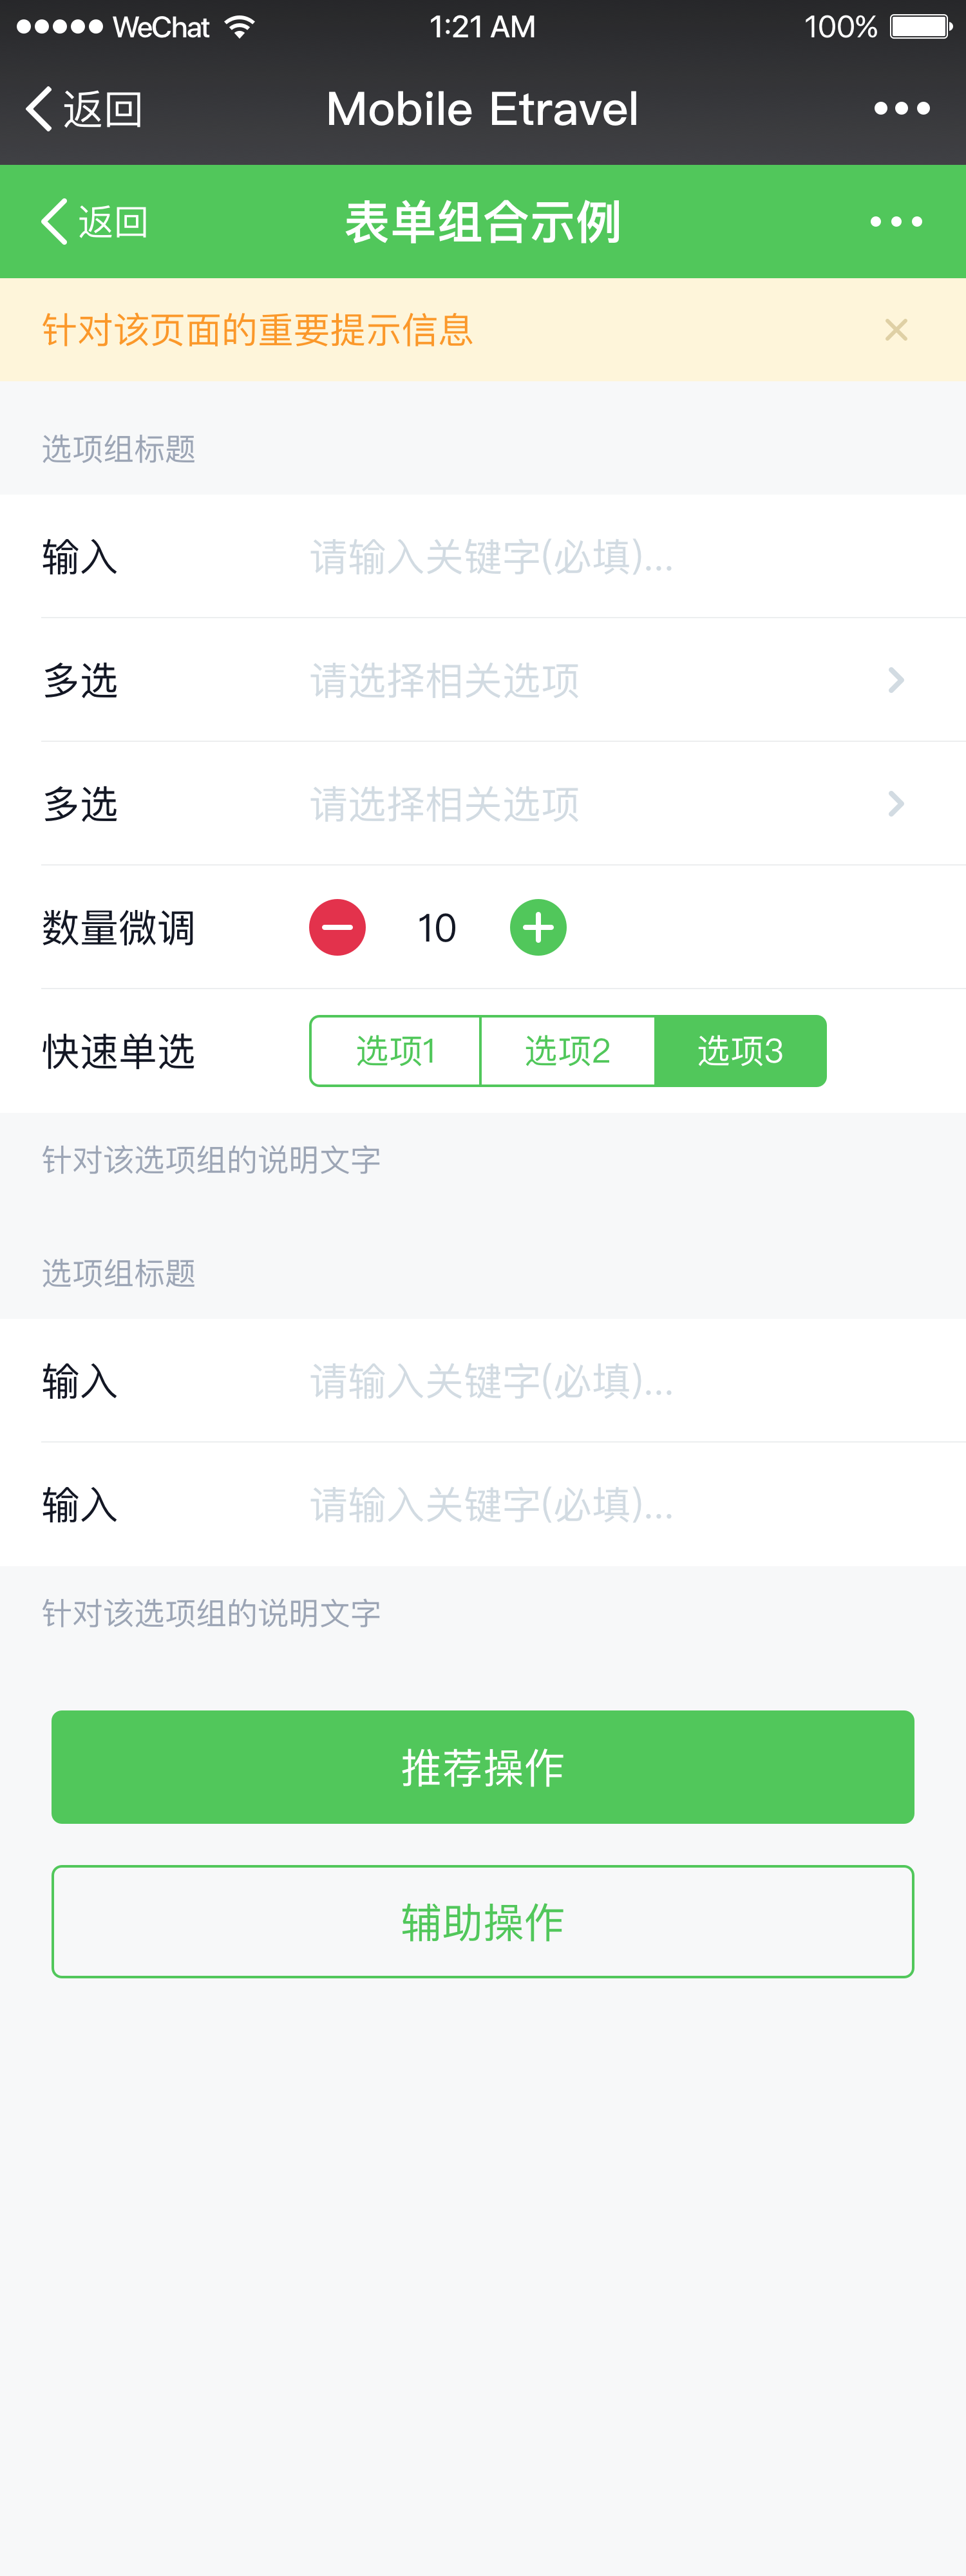 WeChat 1:21 AM 100%
返回 Mobile Etravel
返回 表单组合示例
针对该页面的重要提示信息
选项组标题
输入 请输入关键字(必填)...
多选 请选择相关选项
多选 请选择相关选项
数量微调 10
快速单选 选项1 选项2 选项3
针对该选项组的说明文字
选项组标题
输入 请输入关键字(必填)...
输入 请输入关键字(必填)...
针对该选项组的说明文字
推荐操作
辅助操作